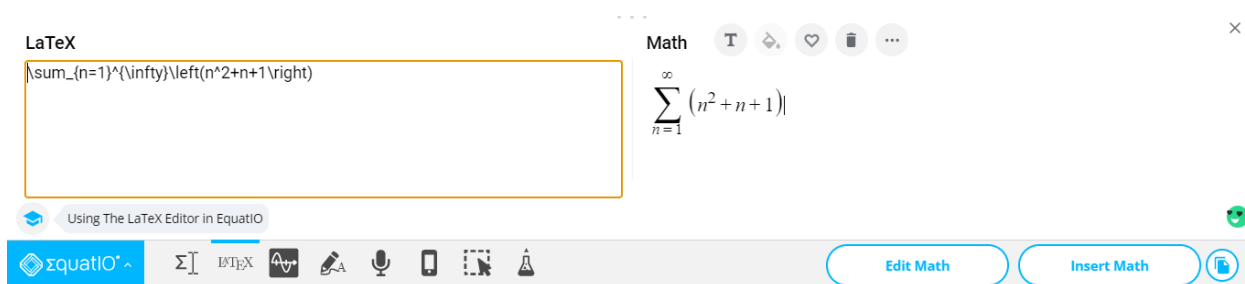 LaTeX
\sum_{n=1}^{\infty}\left(n^2+n+1\right)
Math T
∞
∑ (n²+n+1)
n=1
Using The LaTeX Editor in EquatIO
ΣquatIO Σ LATEX A Edit Math Insert Math